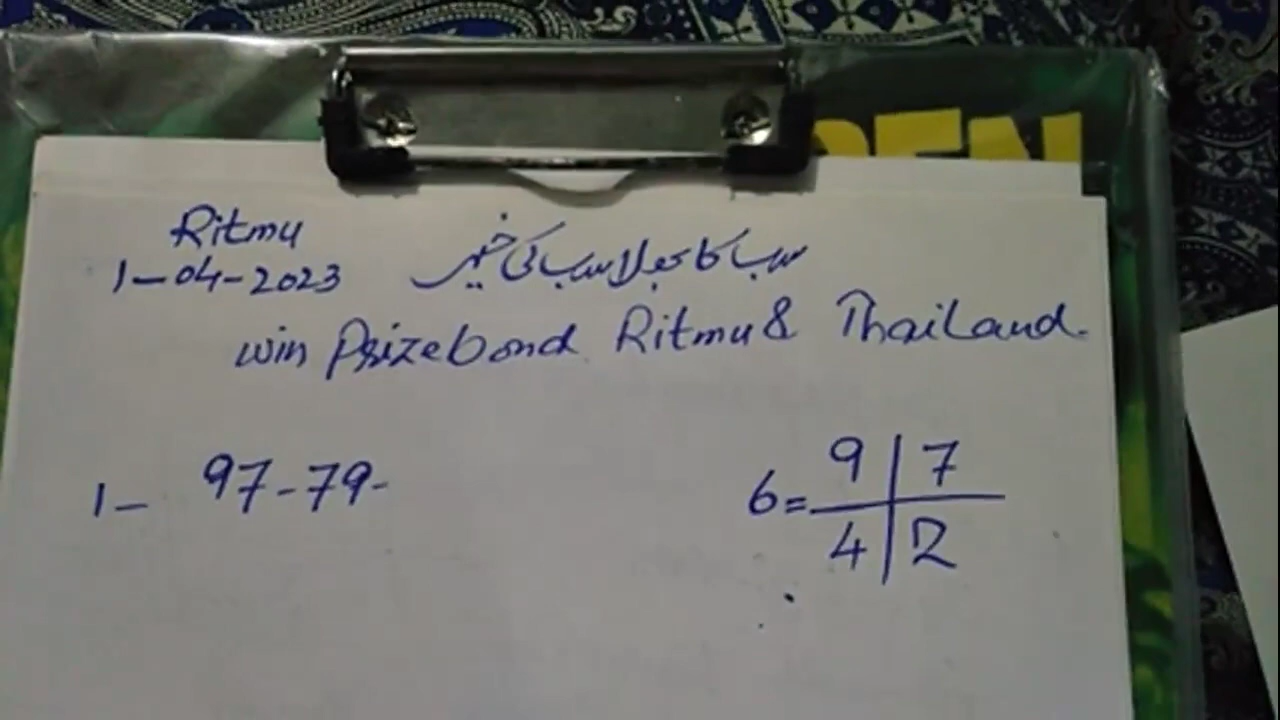 EN
Ritmu
1-04-2023
سب کا بھلا سب کی خیر
win Prizebond Ritmu & Thailand.
1- 97-79-
6= 9 7
4 2